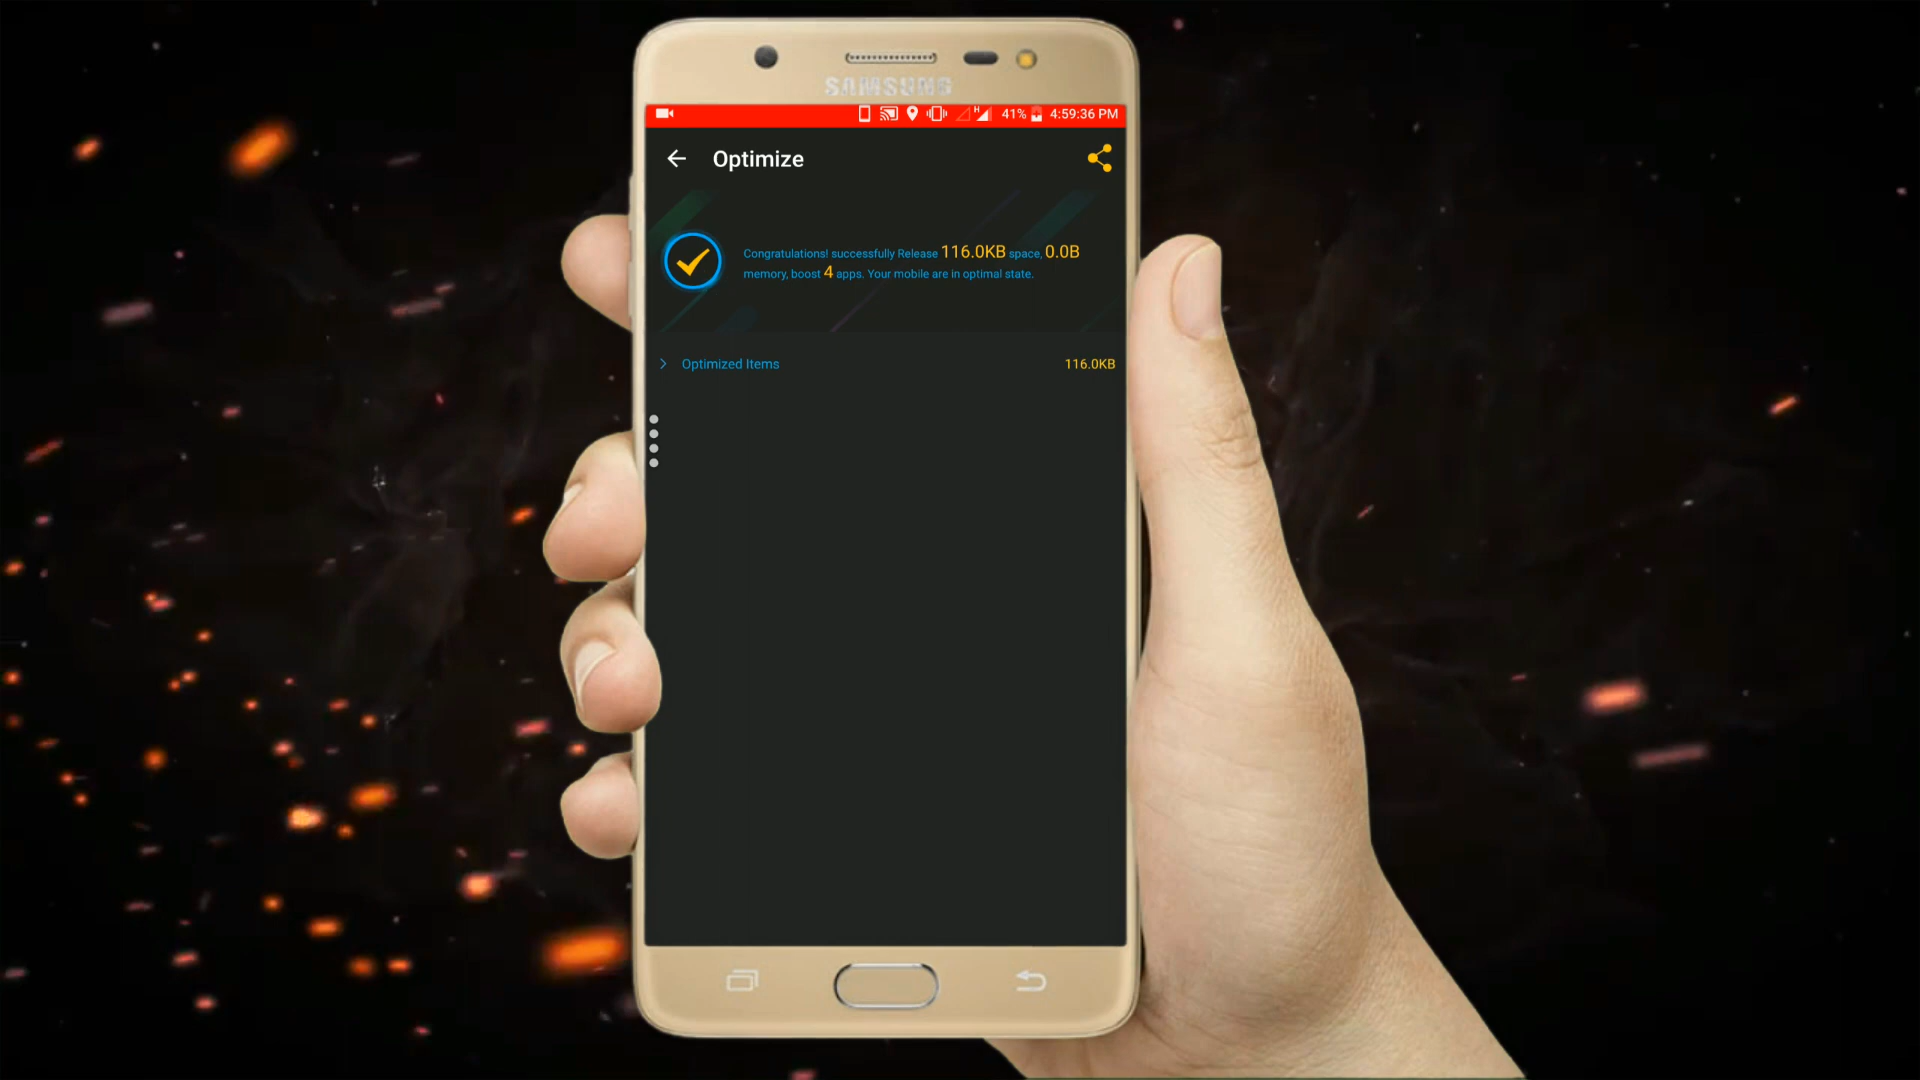 SAMSUNG
H 41% 4:59:36 PM
Optimize
Congratulations! successfully Release 116.0KB space, 0.0B
memory, boost 4 apps. Your mobile are in optimal state.
Optimized Items 116.0KB